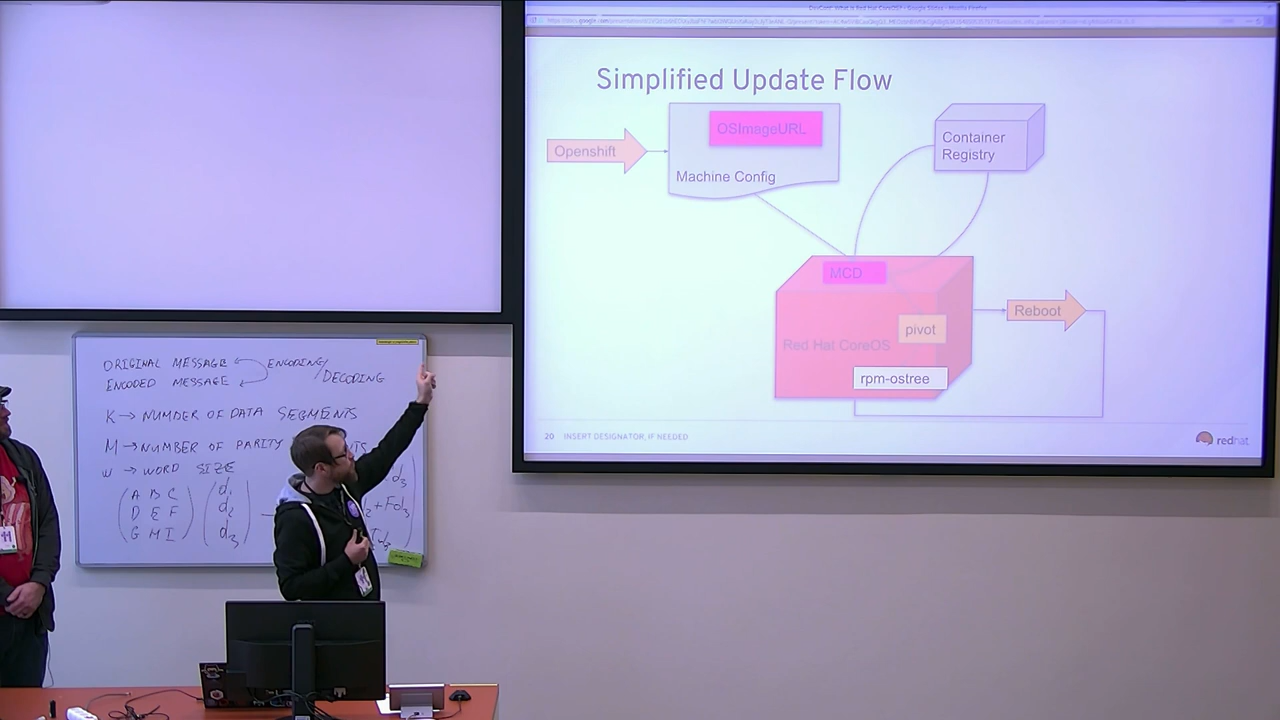 Simplified Update Flow
OSImageURL
Openshift
Machine Config
Container
Registry
MCD
Reboot
pivot
Red Hat CoreOS
rpm-ostree
20 INSERT DESIGNATOR, IF NEEDED
redhat
ORIGINAL MESSAGE ENCODING/
ENCODED MESSAGE /DECODING
K → NUMBER OF DATA SEGMENTS
M → NUMBER OF PARITY
W → WORD SIZE
A B C
D E F
G H I
d1
d2
d3